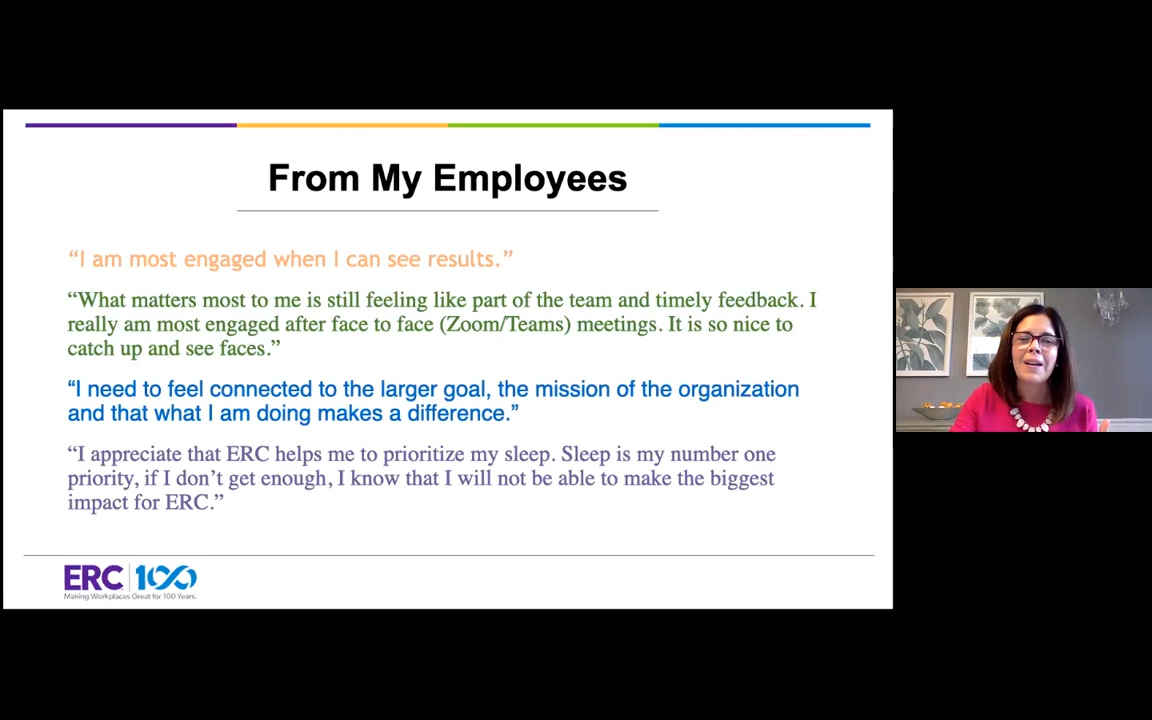 From My Employees
“I am most engaged when I can see results.”
“What matters most to me is still feeling like part of the team and timely feedback. I
really am most engaged after face to face (Zoom/Teams) meetings. It is so nice to
catch up and see faces.”
“I need to feel connected to the larger goal, the mission of the organization
and that what I am doing makes a difference.”
“I appreciate that ERC helps me to prioritize my sleep. Sleep is my number one
priority, if I don’t get enough, I know that I will not be able to make the biggest
impact for ERC.”
ERC 100
Making Workplaces Great for 100 Years.